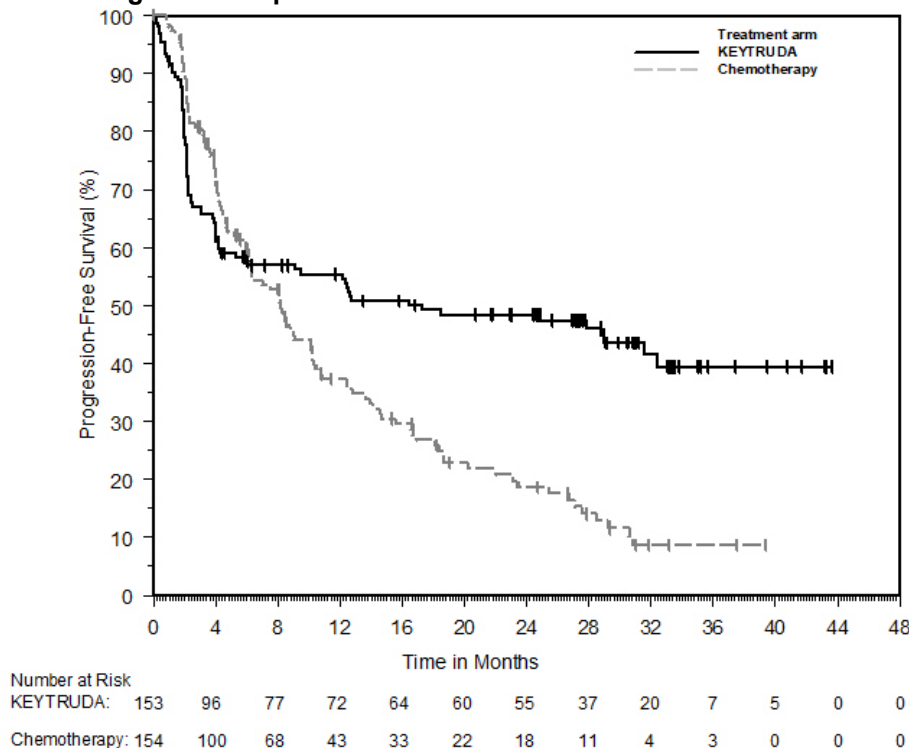 100
Treatment arm
KEYTRUDA
Chemotherapy
90
80
70
60
50
40
30
20
10
0
Progression-Free Survival (%)
0 4 8 12 16 20 24 28 32 36 40 44 48
Time in Months
Number at Risk
KEYTRUDA: 153 96 77 72 64 60 55 37 20 7 5 0 0
Chemotherapy: 154 100 68 43 33 22 18 11 4 3 0 0 0